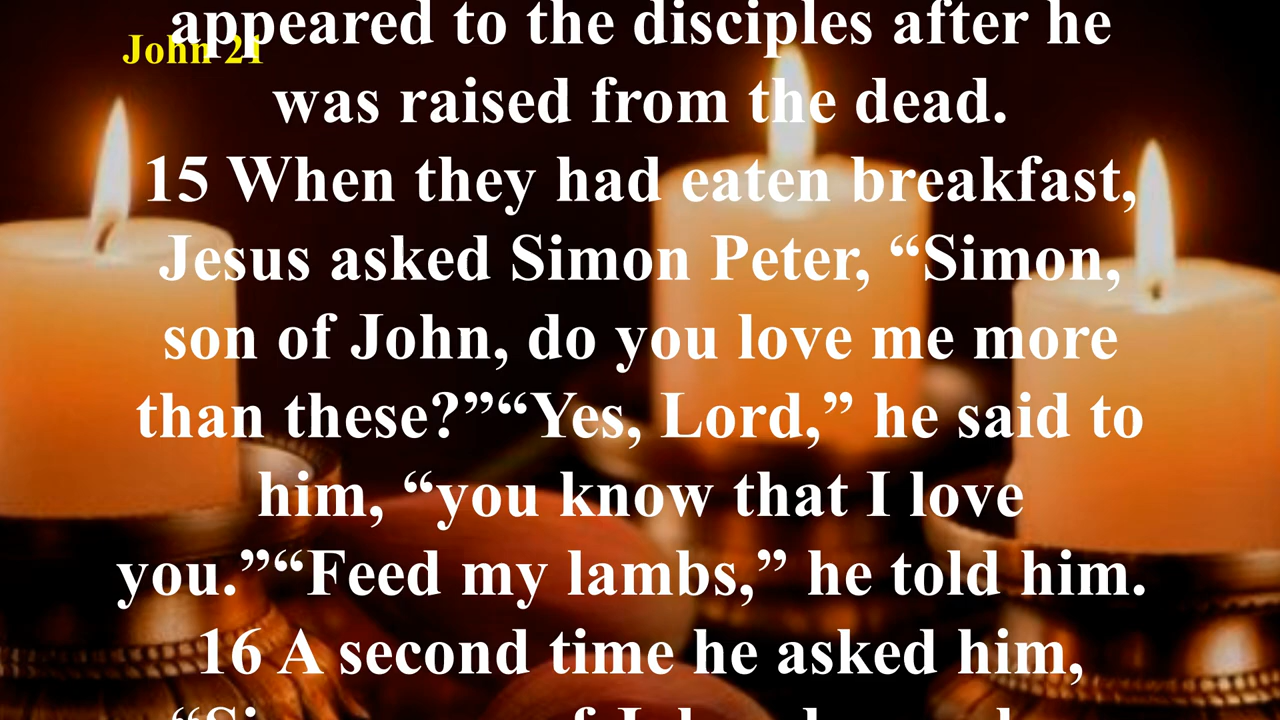 appeared to the disciples after he
John 21
was raised from the dead.
15 When they had eaten breakfast,
Jesus asked Simon Peter, “Simon,
son of John, do you love me more
than these?”“Yes, Lord,” he said to
him, “you know that I love
you.”“Feed my lambs,” he told him.
16 A second time he asked him,